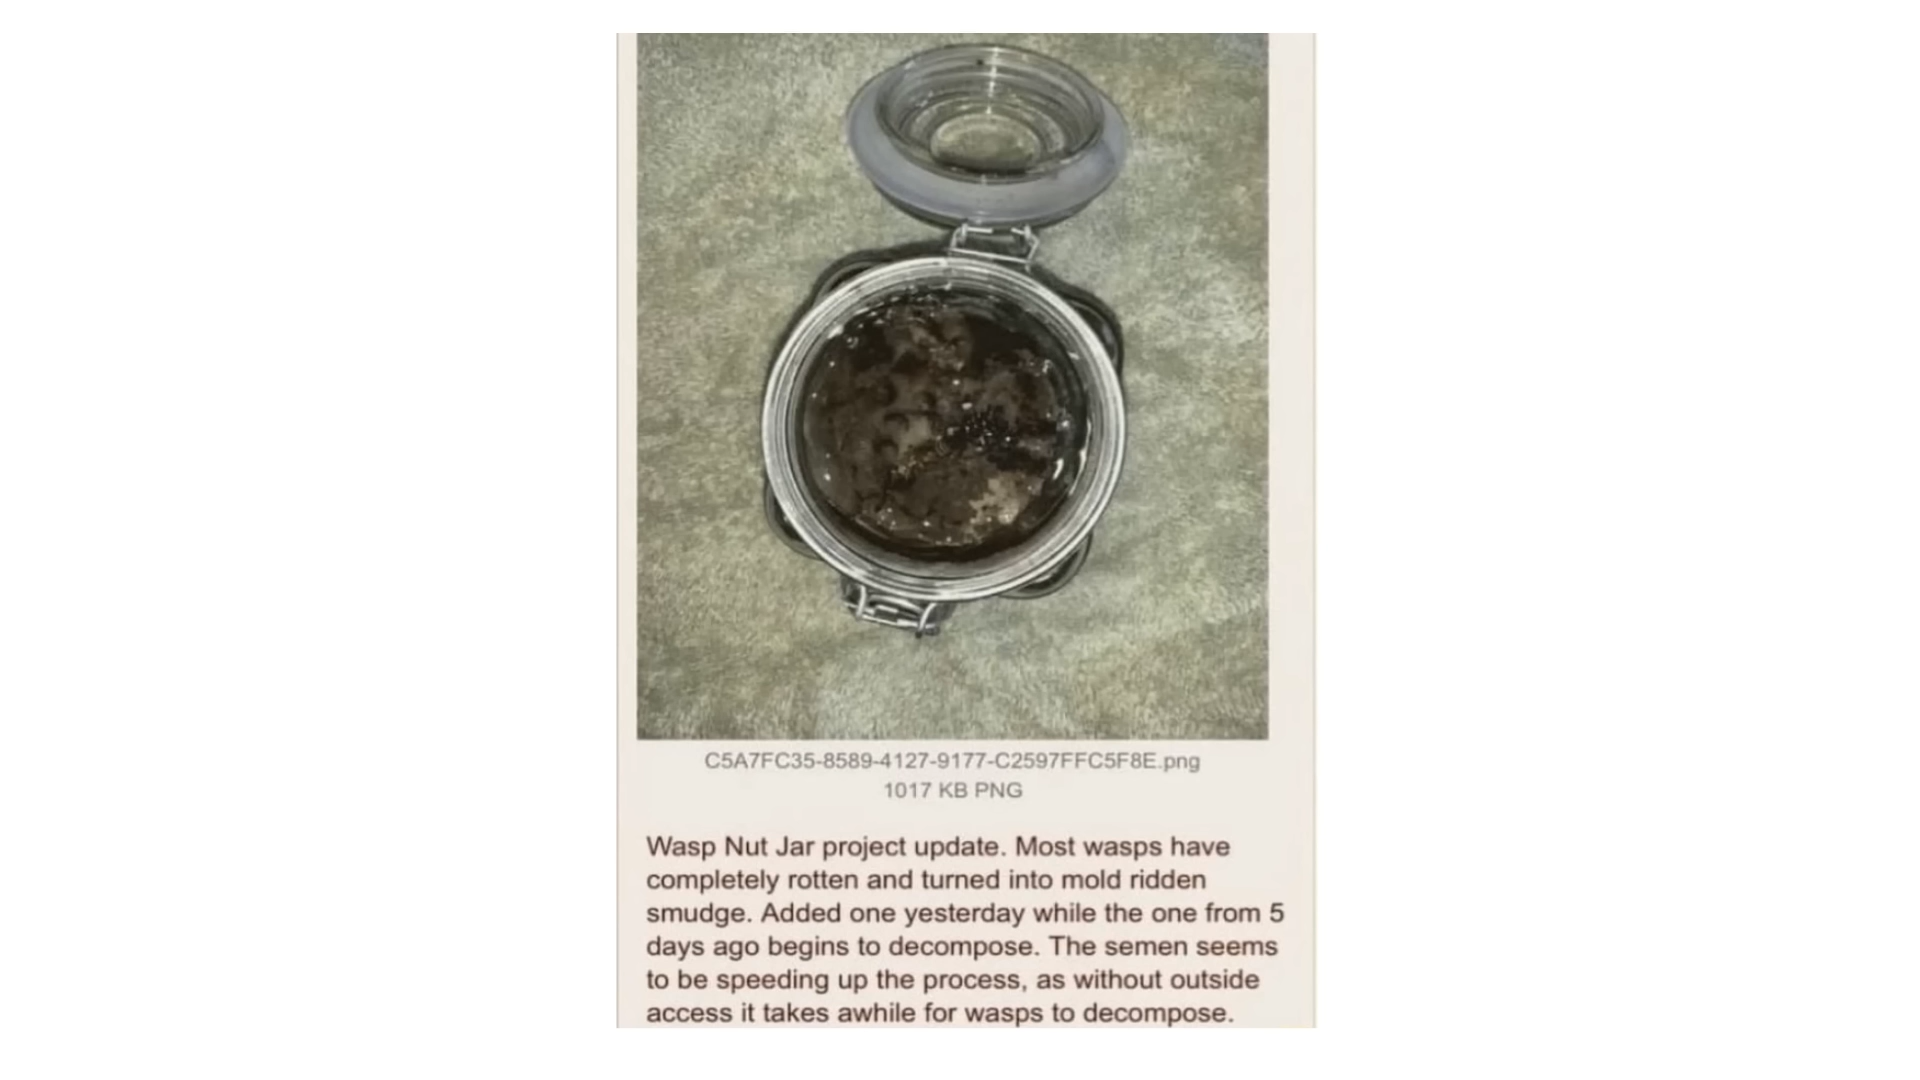 C5A7FC35-8589-4127-9177-C2597FFC5F8E.png
1017 KB PNG
Wasp Nut Jar project update. Most wasps have
completely rotten and turned into mold ridden
smudge. Added one yesterday while the one from 5
days ago begins to decompose. The semen seems
to be speeding up the process, as without outside
access it takes awhile for wasps to decompose.